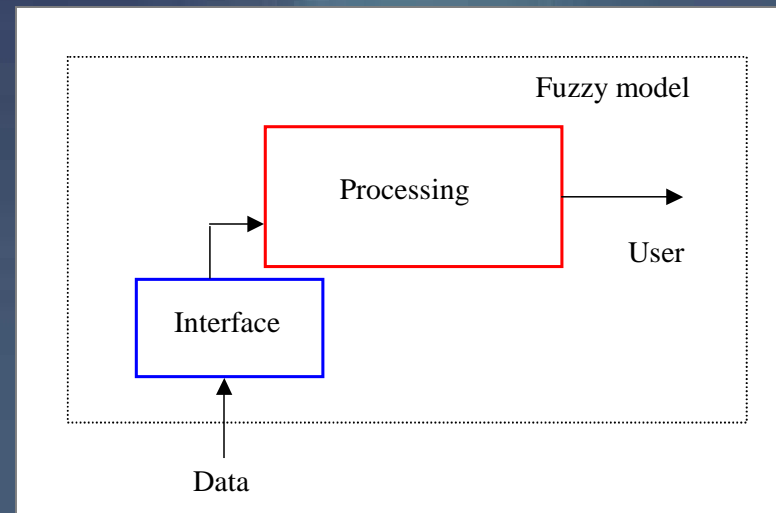 Fuzzy model
Processing
User
Interface
Data